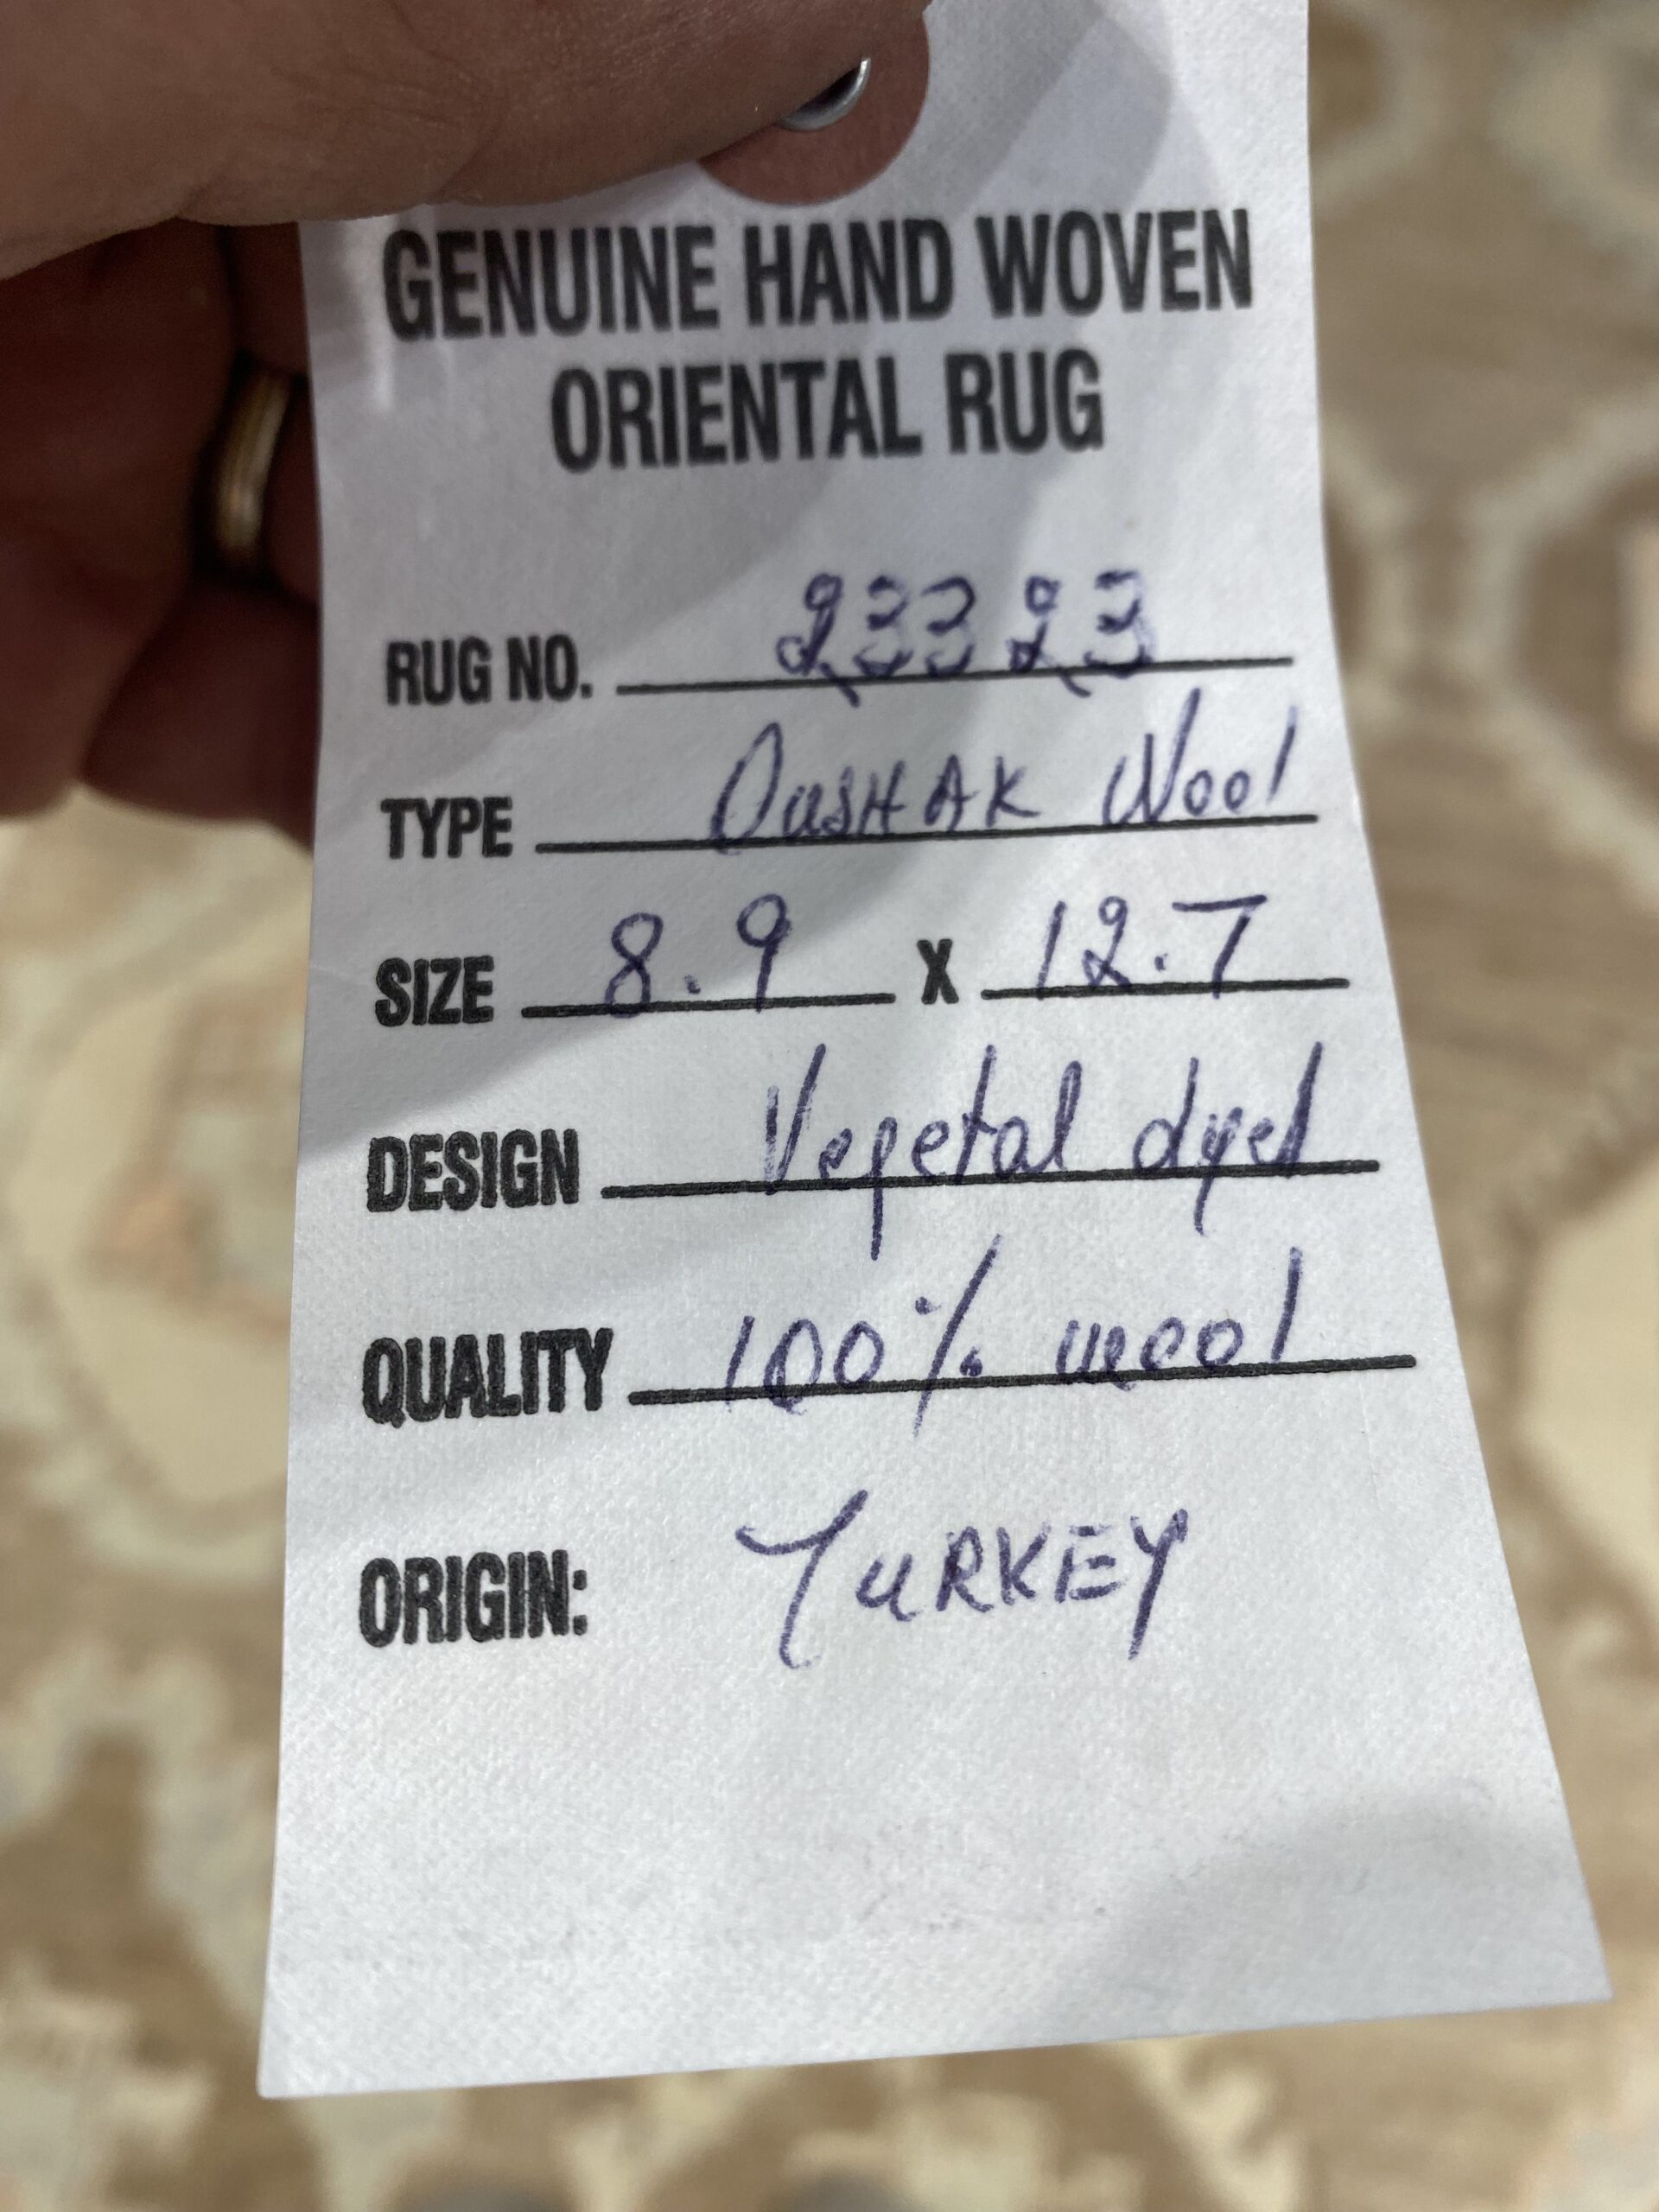 GENUINE HAND WOVEN
ORIENTAL RUG
RUG NO. 23323
TYPE OusHAK Wool
SIZE 8.9 X 12.7
DESIGN Vegetal dyed
QUALITY 100% wool
ORIGIN: TuRKEY